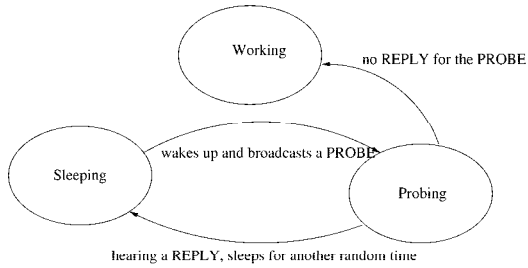 Working
no REPLY for the PROBE
wakes up and broadcasts a PROBE
Sleeping
Probing
hearing a REPLY, sleeps for another random time